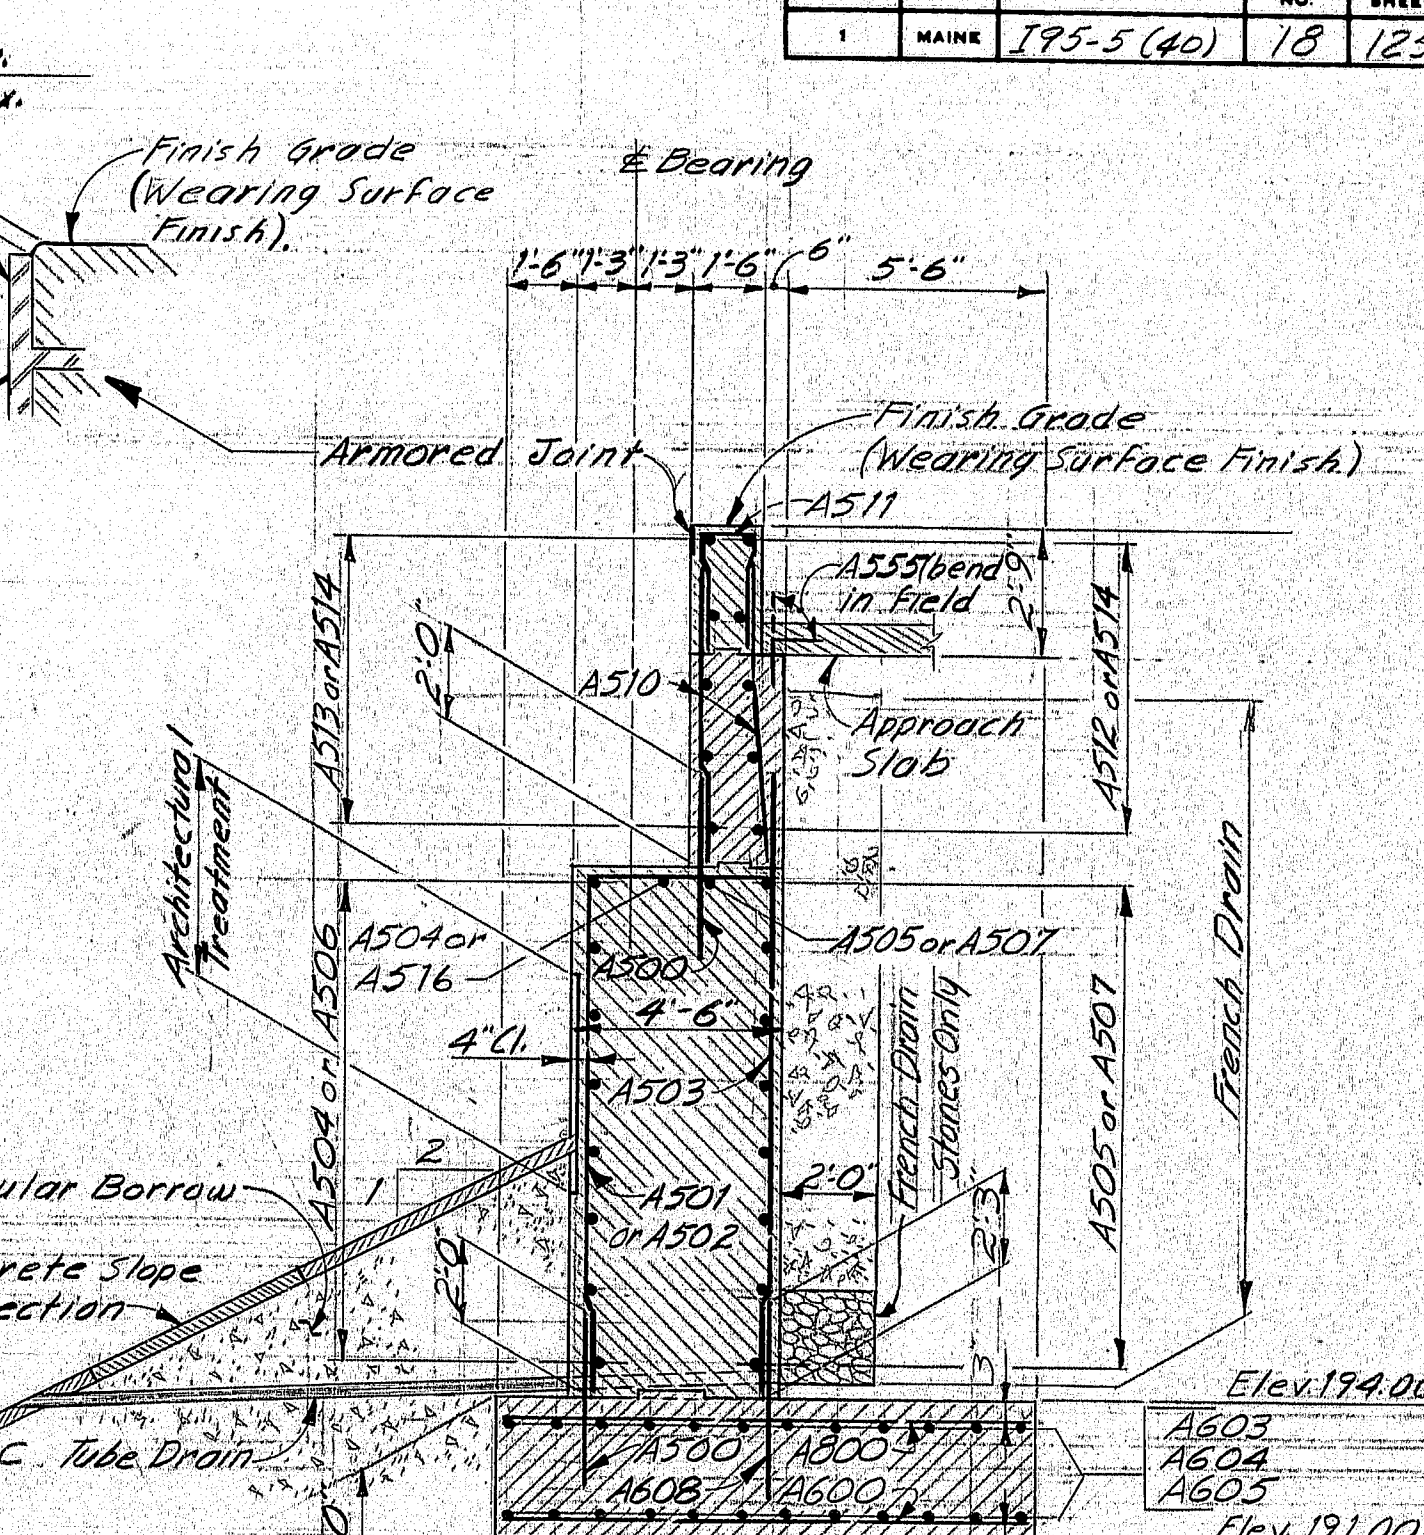 NO.
1 MAINE I95-5 (40) 18
Finish Grade
(Wearing Surface
Finish).
℄ Bearing
1'-6" 1'-3" 1'-3" 1'-6" 6" 5'-6"
Armored Joint
Finish Grade
(Wearing Surface Finish)
A511
A555(bend
in field
2'-9"
A513 or A514
2'-0"
A512 or A514
A510
Approach
Slab
Architectural
Treatment
French Drain
A504 or
A516
A505 or A507
A500
4'-6"
4" Cl.
A503
A504 or A506
French Drain
Stones Only
A505 or A507
2
1
2'-0"
A501
or A502
2'-0"
2'-3"
ular Borrow
rete Slope
ection
3"
Elev. 194.00
C Tube Drain
A500 A800
A608 A600
A603
A604
A605
Elev. 191.00